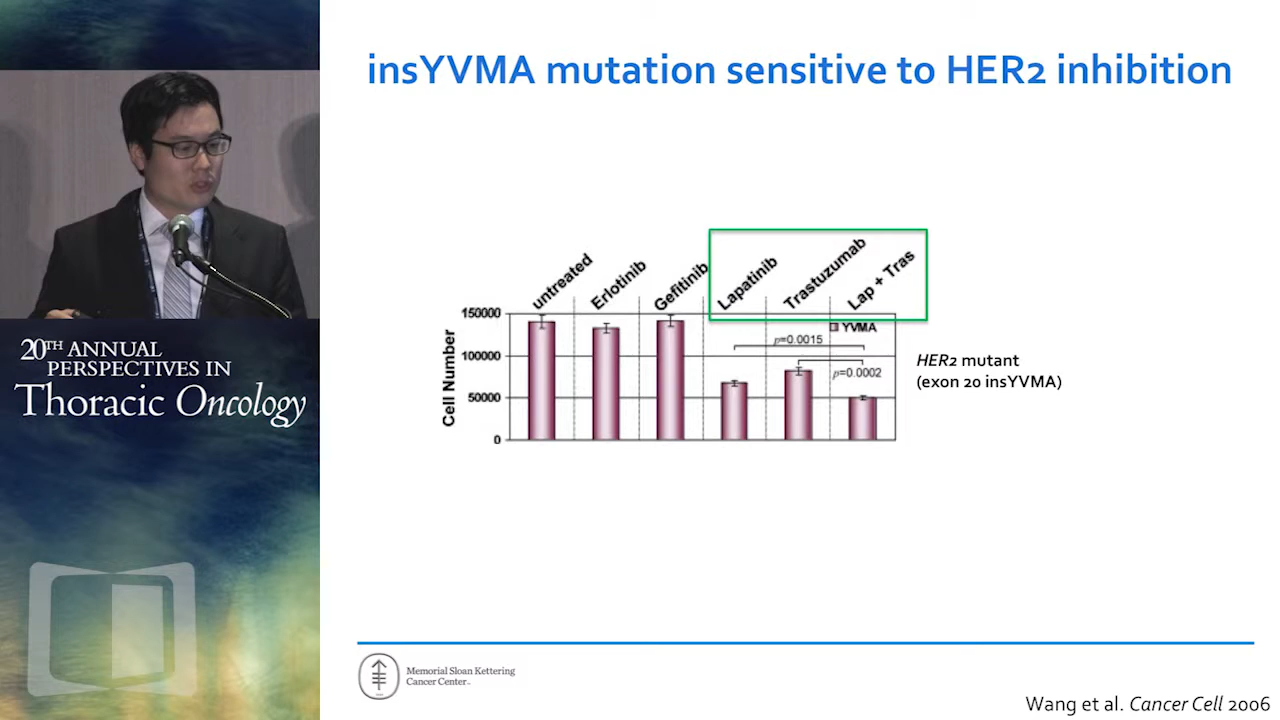 insYVMA mutation sensitive to HER2 inhibition
20TH ANNUAL
PERSPECTIVES IN
Thoracic Oncology
untreated
Erlotinib
Gefitinib
Lapatinib
Trastuzumab
Lap + Tras
Cell Number
150000
100000
50000
0
YVMA
p=0.0015
p=0.0002
HER2 mutant
(exon 20 insYVMA)
Memorial Sloan Kettering
Cancer Center
Wang et al. Cancer Cell 2006